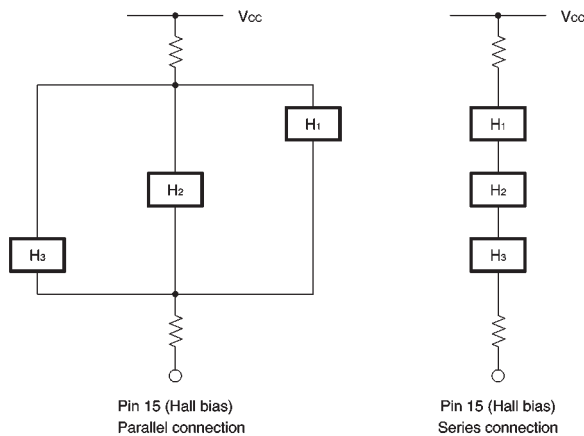 Vcc
Vcc
H1
H1
H2
H2
H3
H3
Pin 15 (Hall bias)
Parallel connection
Pin 15 (Hall bias)
Series connection